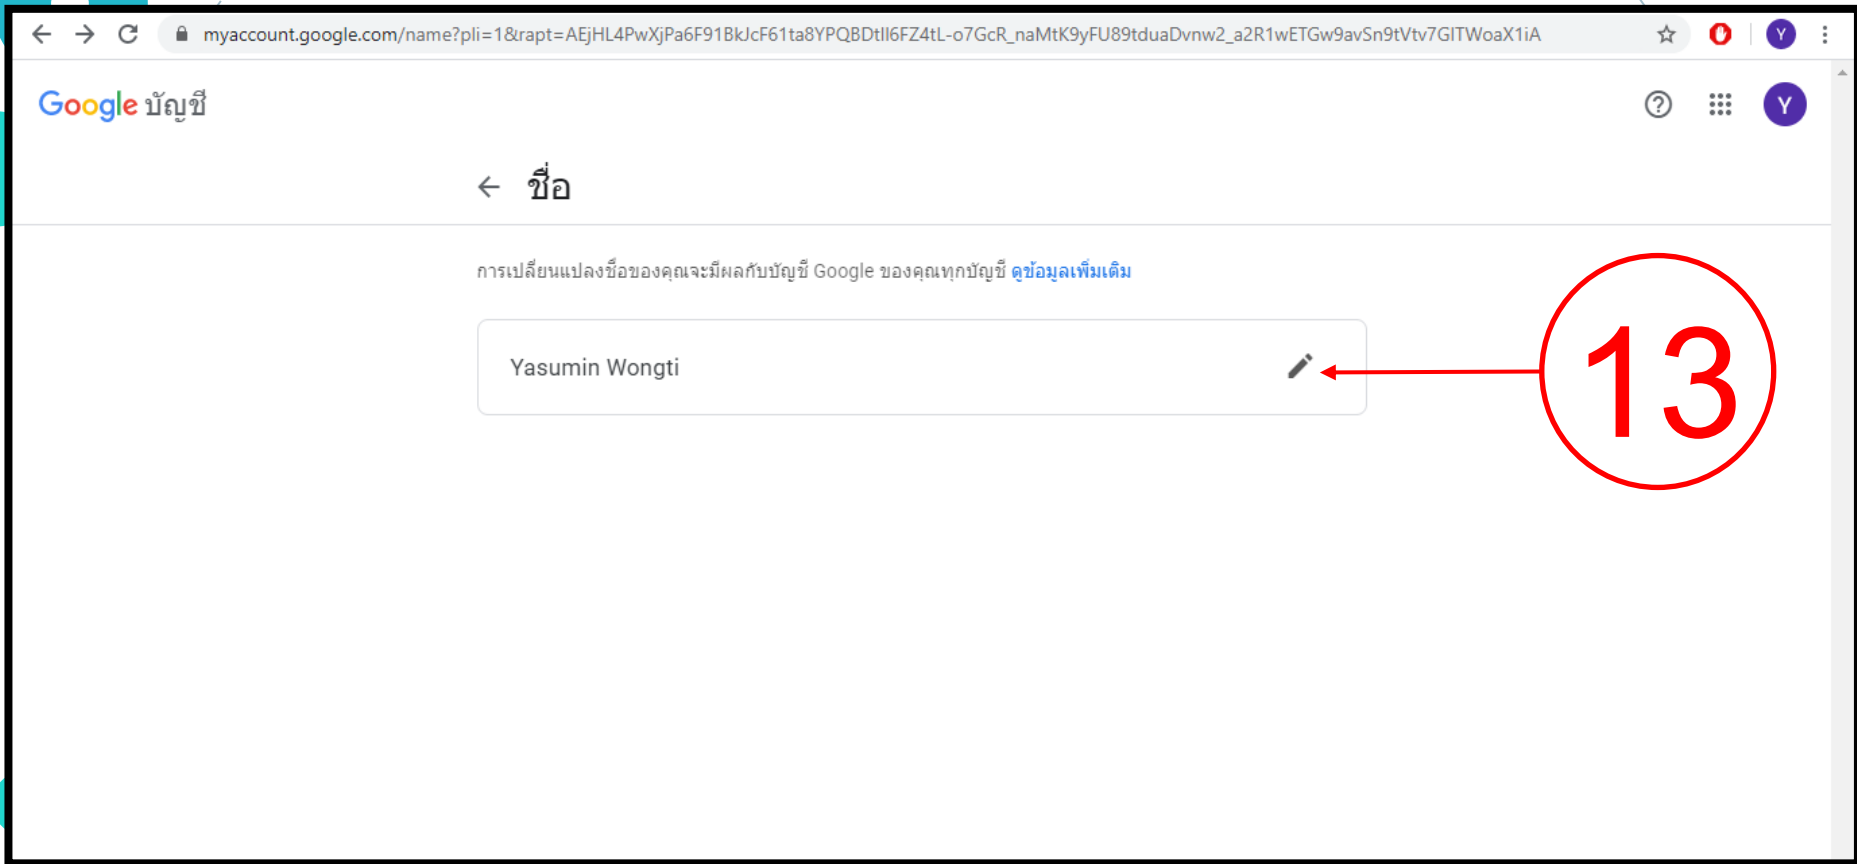 myaccount.google.com/name?pli=1&rapt=AEjHL4PwXjPa6F91BkJcF61ta8YPQBDtIl6FZ4tL-o7GcR_naMtK9yFU89tduaDvnw2_a2R1wETGw9avSn9tVtv7GITWoaX1iA
Y
Google บัญชี
Y
ชื่อ
การเปลี่ยนแปลงชื่อของคุณจะมีผลกับบัญชี Google ของคุณทุกบัญชี ดูข้อมูลเพิ่มเติม
Yasumin Wongti
13